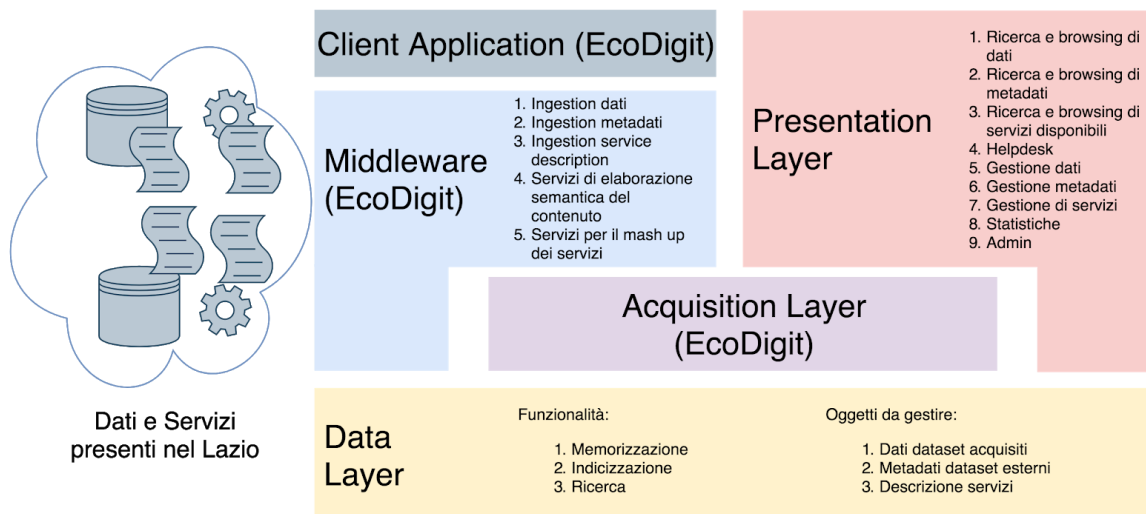 Dati e Servizi
presenti nel Lazio
Client Application (EcoDigit)
Middleware
(EcoDigit)
1. Ingestion dati
2. Ingestion metadati
3. Ingestion service
description
4. Servizi di elaborazione
semantica del
contenuto
5. Servizi per il mash up
dei servizi
Presentation
Layer
1. Ricerca e browsing di
dati
2. Ricerca e browsing di
metadati
3. Ricerca e browsing di
servizi disponibili
4. Helpdesk
5. Gestione dati
6. Gestione metadati
7. Gestione di servizi
8. Statistiche
9. Admin
Acquisition Layer
(EcoDigit)
Data
Layer
Funzionalità:
1. Memorizzazione
2. Indicizzazione
3. Ricerca
Oggetti da gestire:
1. Dati dataset acquisiti
2. Metadati dataset esterni
3. Descrizione servizi